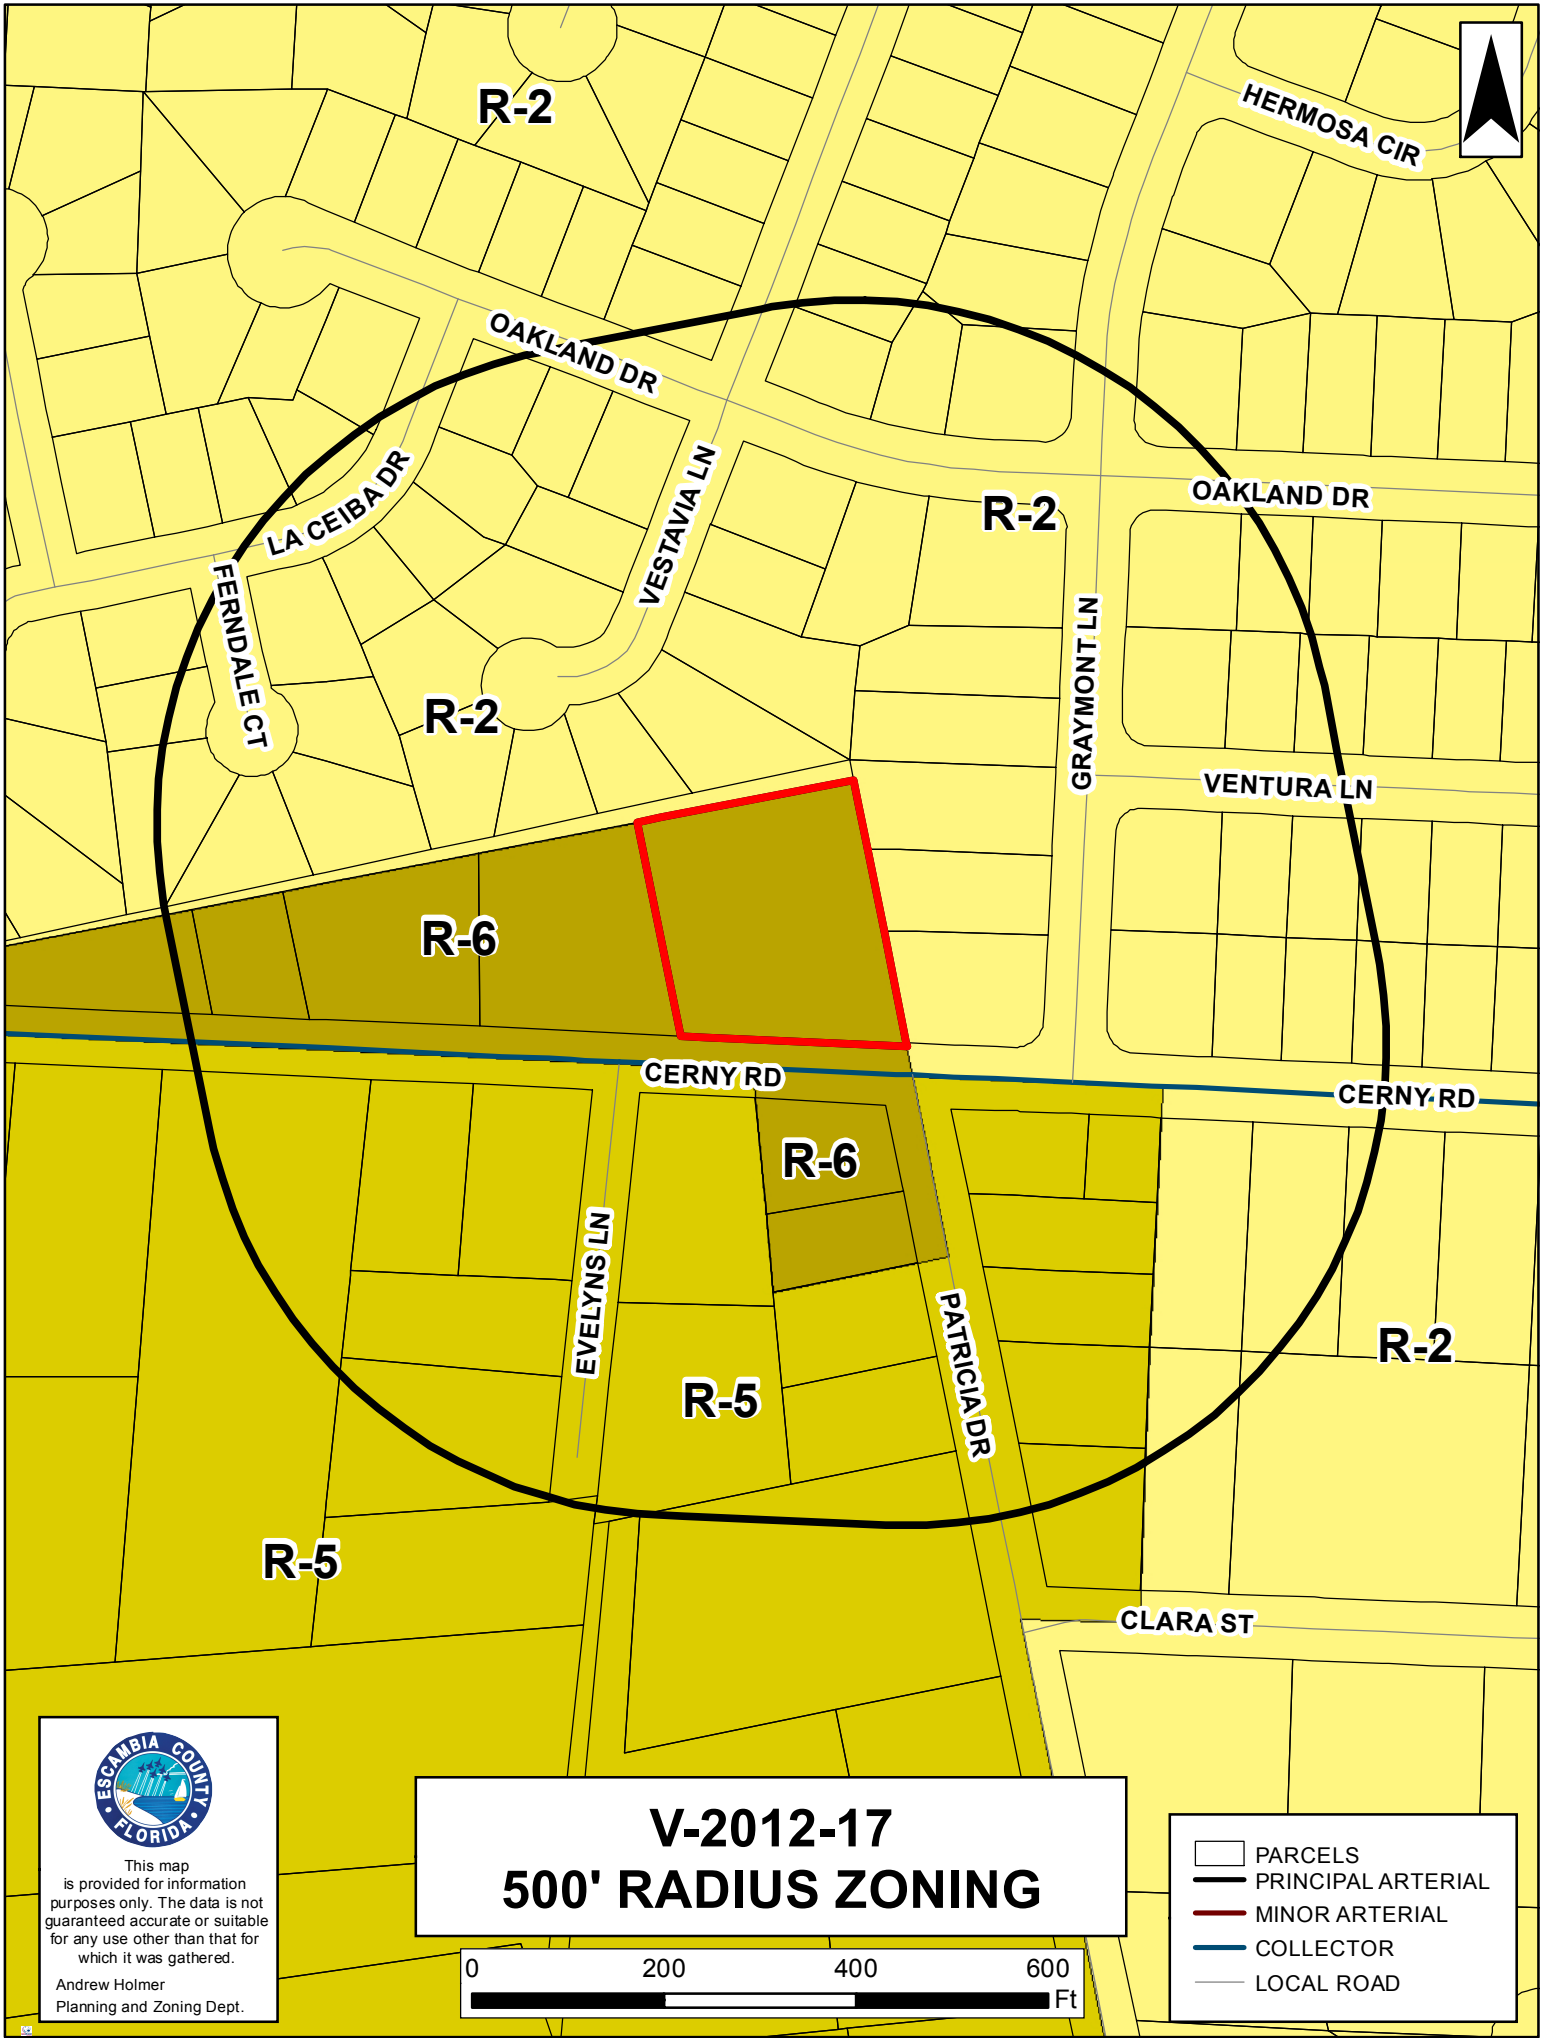 R-2
HERMOSA CIR
OAKLAND DR
LA CEIBA DR
VESTAVIA LN
R-2
OAKLAND DR
FERNDALE CT
GRAYMONT LN
R-2
VENTURA LN
R-6
CERNY RD
CERNY RD
R-6
EVELYNS LN
PATRICIA DR
R-2
R-5
R-5
CLARA ST
ESCAMBIA COUNTY
FLORIDA
This map
is provided for information
purposes only. The data is not
guaranteed accurate or suitable
for any use other than that for
which it was gathered.
Andrew Holmer
Planning and Zoning Dept.
V-2012-17
500' RADIUS ZONING
0 200 400 600
Ft
PARCELS
PRINCIPAL ARTERIAL
MINOR ARTERIAL
COLLECTOR
LOCAL ROAD